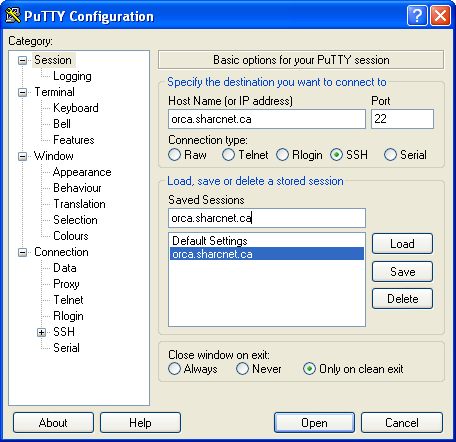 PuTTY Configuration
Category:
Session
Logging
Terminal
Keyboard
Bell
Features
Window
Appearance
Behaviour
Translation
Selection
Colours
Connection
Data
Proxy
Telnet
Rlogin
SSH
Serial
Basic options for your PuTTY session
Specify the destination you want to connect to
Host Name (or IP address) Port
orca.sharcnet.ca 22
Connection type:
Raw Telnet Rlogin SSH Serial
Load, save or delete a stored session
Saved Sessions
orca.sharcnet.ca
Default Settings
orca.sharcnet.ca
Load
Save
Delete
Close window on exit:
Always Never Only on clean exit
About Help Open Cancel